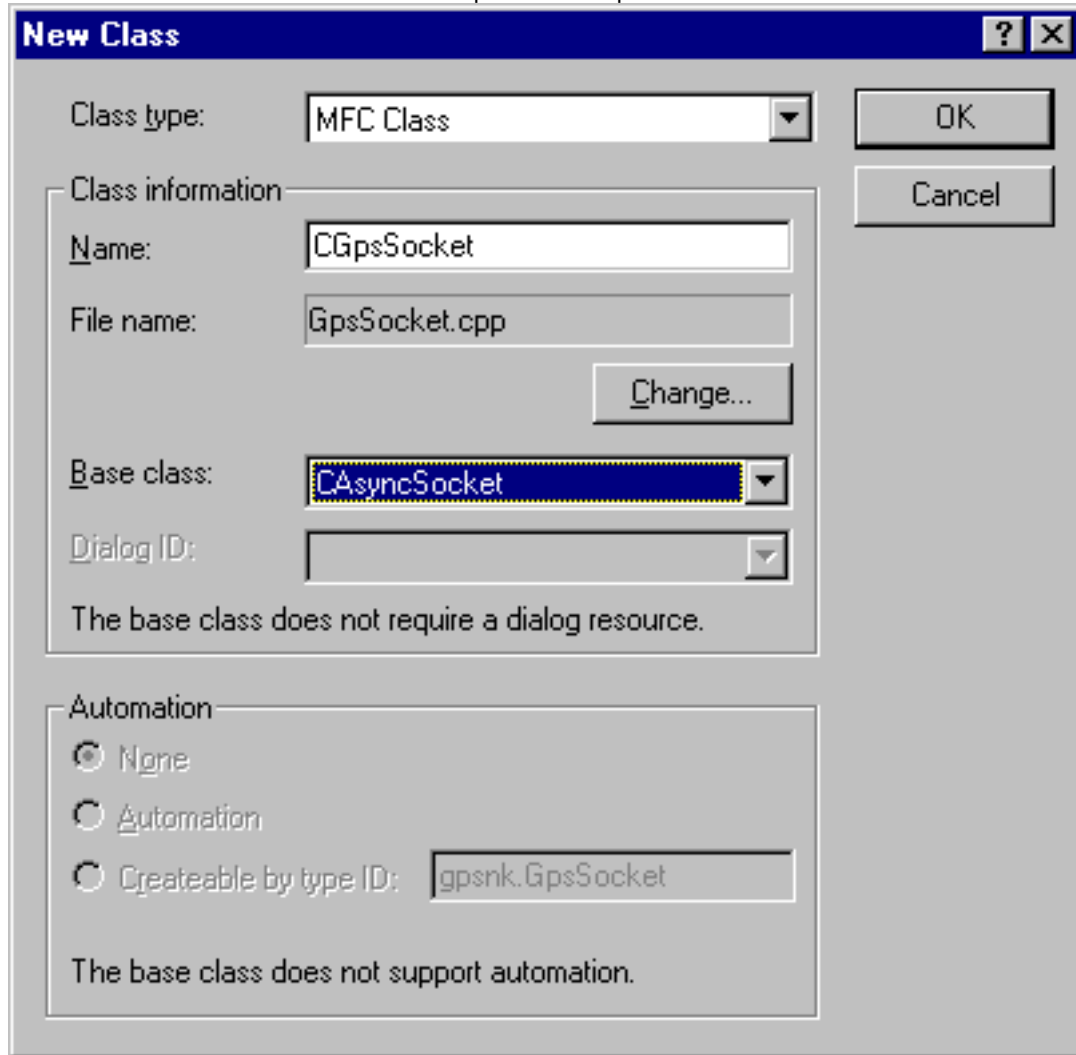 New Class
Class type: MFC Class OK
Class information Cancel
Name: CGpsSocket
File name: GpsSocket.cpp
Change...
Base class: CAsyncSocket
Dialog ID:
The base class does not require a dialog resource.
Automation
None
Automation
Createable by type ID: gpsnk.GpsSocket
The base class does not support automation.